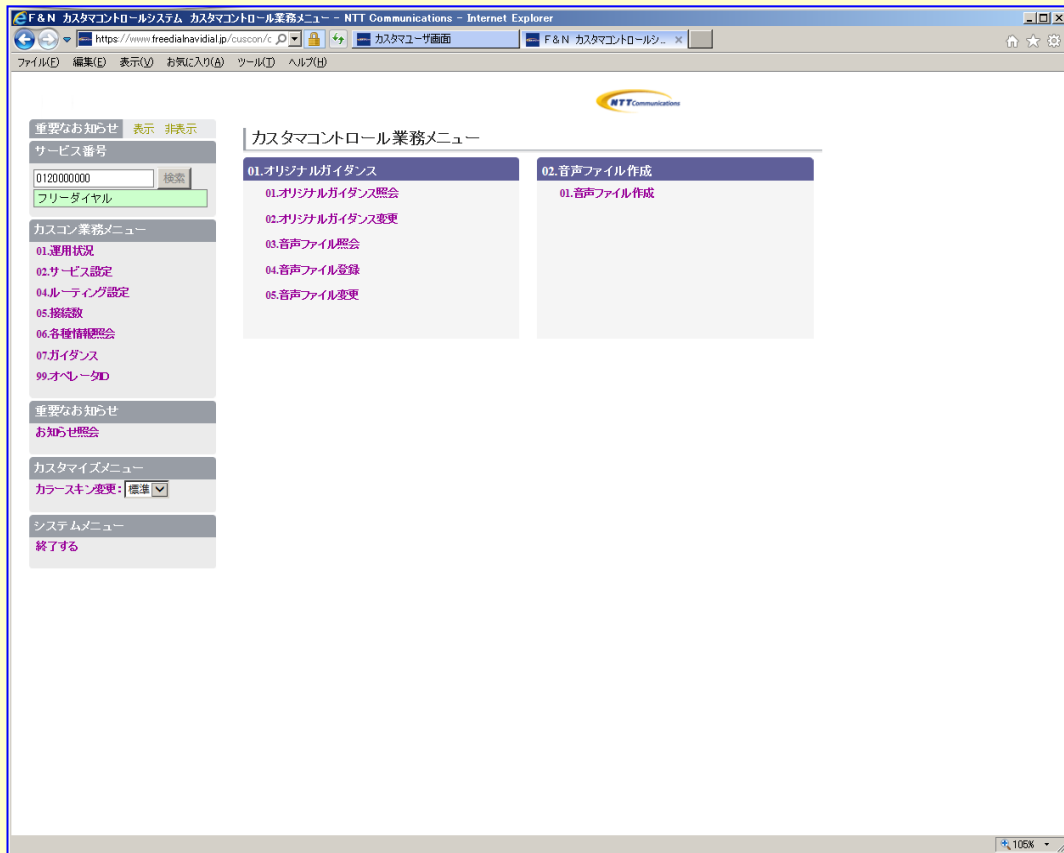 F＆N カスタマコントロールシステム カスタマコントロール業務メニュー - NTT Communications - Internet Explorer
https://www.freedialnavidial.jp/cuscon/c
カスタマユーザ画面
F＆N カスタマコントロールシ...
ファイル(F) 編集(E) 表示(V) お気に入り(A) ツール(T) ヘルプ(H)
NTT Communications
重要なお知らせ 表示 非表示
サービス番号
0120000000 検索
フリーダイヤル
カスコン業務メニュー
01.運用状況
02.サービス設定
04.ルーティング設定
05.接続数
06.各種情報照会
07.ガイダンス
99.オペレータID
重要なお知らせ
お知らせ照会
カスタマイズメニュー
カラースキン変更：標準
システムメニュー
終了する
カスタマコントロール業務メニュー
01.オリジナルガイダンス
01.オリジナルガイダンス照会
02.オリジナルガイダンス変更
03.音声ファイル照会
04.音声ファイル登録
05.音声ファイル変更
02.音声ファイル作成
01.音声ファイル作成
105%